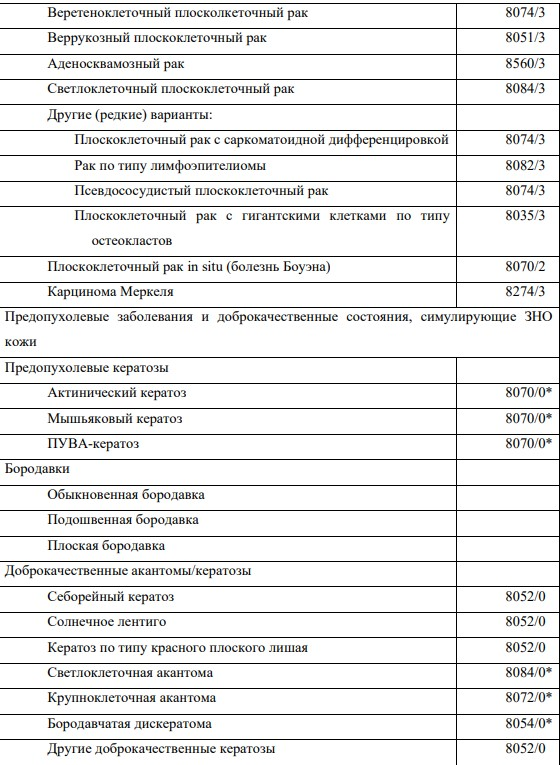 Веретеноклеточный плосколкеточный рак 8074/3
Веррукозный плоскоклеточный рак 8051/3
Аденосквамозный рак 8560/3
Светлоклеточный плоскоклеточный рак 8084/3
Другие (редкие) варианты:
Плоскоклеточный рак с саркоматоидной дифференцировкой 8074/3
Рак по типу лимфоэпителиомы 8082/3
Псевдососудистый плоскоклеточный рак 8074/3
Плоскоклеточный рак с гигантскими клетками по типу 8035/3
остеокластов
Плоскоклеточный рак in situ (болезнь Боуэна) 8070/2
Карцинома Меркеля 8274/3
Предопухолевые заболевания и доброкачественные состояния, симулирующие ЗНО
кожи
Предопухолевые кератозы
Актинический кератоз 8070/0*
Мышьяковый кератоз 8070/0*
ПУВА-кератоз 8070/0*
Бородавки
Обыкновенная бородавка
Подошвенная бородавка
Плоская бородавка
Доброкачественные акантомы/кератозы
Себорейный кератоз 8052/0
Солнечное лентиго 8052/0
Кератоз по типу красного плоского лишая 8052/0
Светлоклеточная акантома 8084/0*
Крупноклеточная акантома 8072/0*
Бородавчатая дискератома 8054/0*
Другие доброкачественные кератозы 8052/0